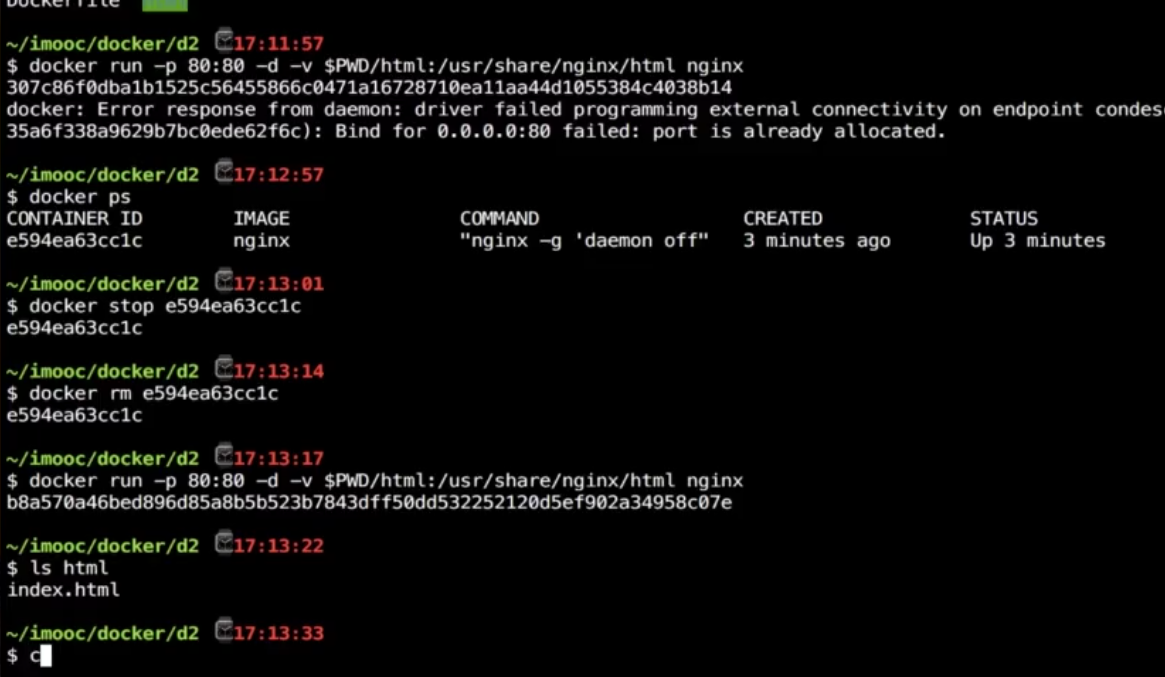 Dockerfile
~/imooc/docker/d2 17:11:57
$ docker run -p 80:80 -d -v $PWD/html:/usr/share/nginx/html nginx
307c86f0dba1b1525c56455866c0471a16728710ea11aa44d1055384c4038b14
docker: Error response from daemon: driver failed programming external connectivity on endpoint condes
35a6f338a9629b7bc0ede62f6c): Bind for 0.0.0.0:80 failed: port is already allocated.
~/imooc/docker/d2 17:12:57
$ docker ps
CONTAINER ID IMAGE COMMAND CREATED STATUS
e594ea63cc1c nginx "nginx -g 'daemon off" 3 minutes ago Up 3 minutes
~/imooc/docker/d2 17:13:01
$ docker stop e594ea63cc1c
e594ea63cc1c
~/imooc/docker/d2 17:13:14
$ docker rm e594ea63cc1c
e594ea63cc1c
~/imooc/docker/d2 17:13:17
$ docker run -p 80:80 -d -v $PWD/html:/usr/share/nginx/html nginx
b8a570a46bed896d85a8b5b523b7843dff50dd532252120d5ef902a34958c07e
~/imooc/docker/d2 17:13:22
$ ls html
index.html
~/imooc/docker/d2 17:13:33
$ c